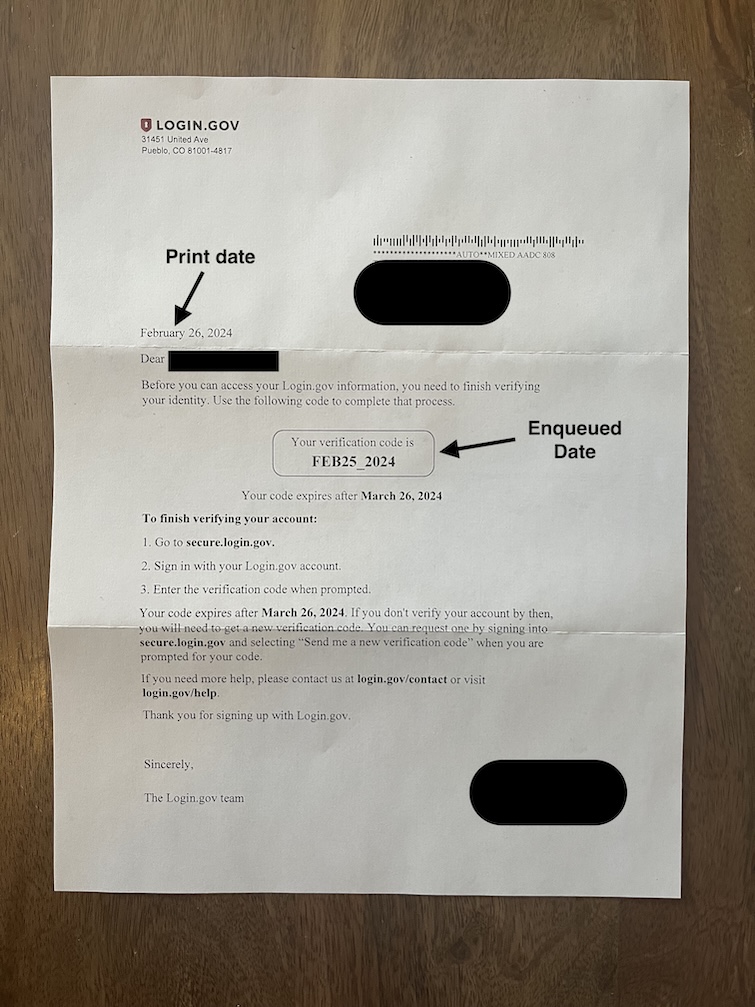 LOGIN.GOV
31451 United Ave
Pueblo, CO 81001-4817
**********************AUTO**MIXED AADC 808
Print date
February 26, 2024
Dear
Before you can access your Login.gov information, you need to finish verifying
your identity. Use the following code to complete that process.
Your verification code is
FEB25_2024
Enqueued
Date
Your code expires after March 26, 2024
To finish verifying your account:
1. Go to secure.login.gov.
2. Sign in with your Login.gov account.
3. Enter the verification code when prompted.
Your code expires after March 26, 2024. If you don't verify your account by then,
you will need to get a new verification code. You can request one by signing into
secure.login.gov and selecting “Send me a new verification code” when you are
prompted for your code.
If you need more help, please contact us at login.gov/contact or visit
login.gov/help.
Thank you for signing up with Login.gov.
Sincerely,
The Login.gov team